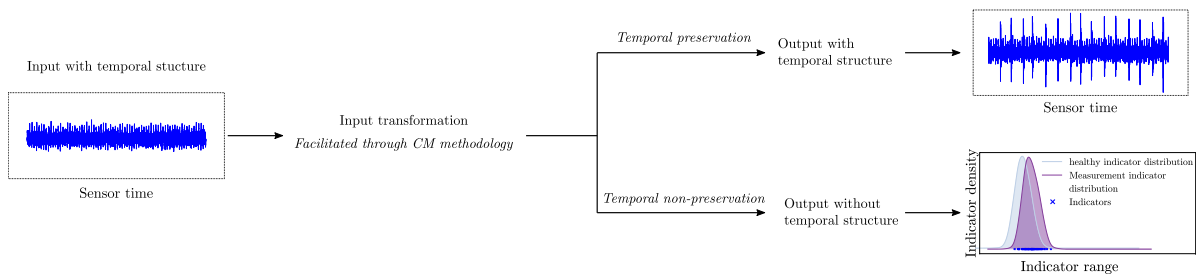 Input with temporal stucture
Sensor time
Input transformation
Facilitated through CM methodology
Temporal preservation
Output with
temporal structure
Sensor time
Temporal non-preservation
Output without
temporal structure
Indicator density
healthy indicator distribution
Measurement indicator
distribution
Indicators
Indicator range